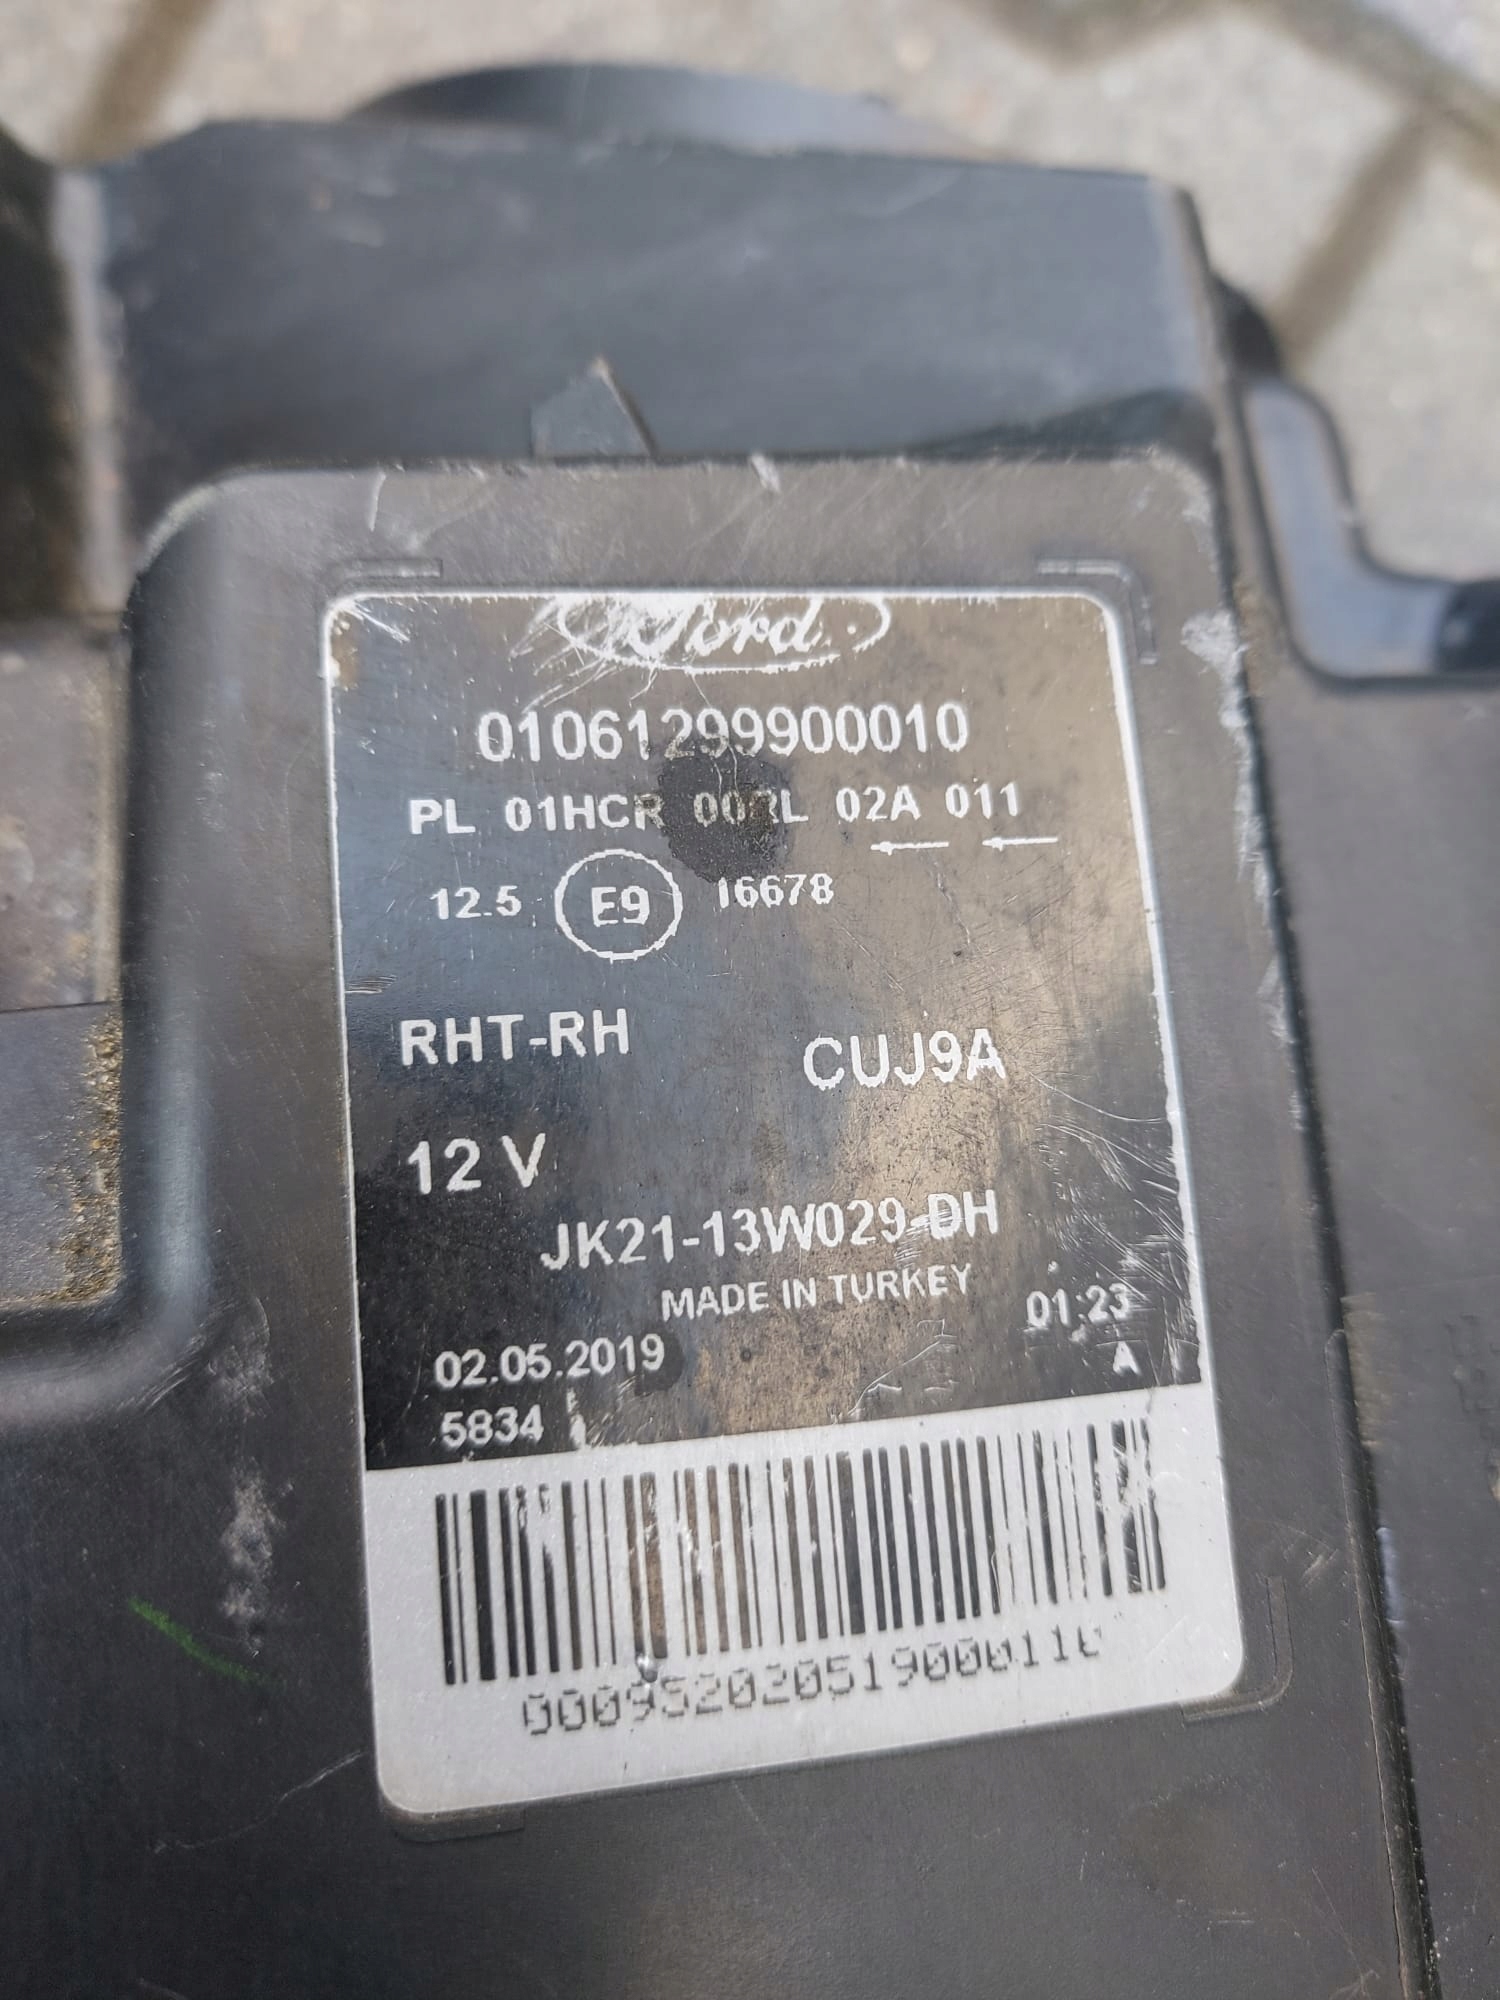 Ford
01061299900010
PL 01HCR 00RL 02A 011
12.5 E9 16678
RHT-RH CUJ9A
12 V
JK21-13W029-DH
MADE IN TURKEY
02.05.2019 01:23
5834 A